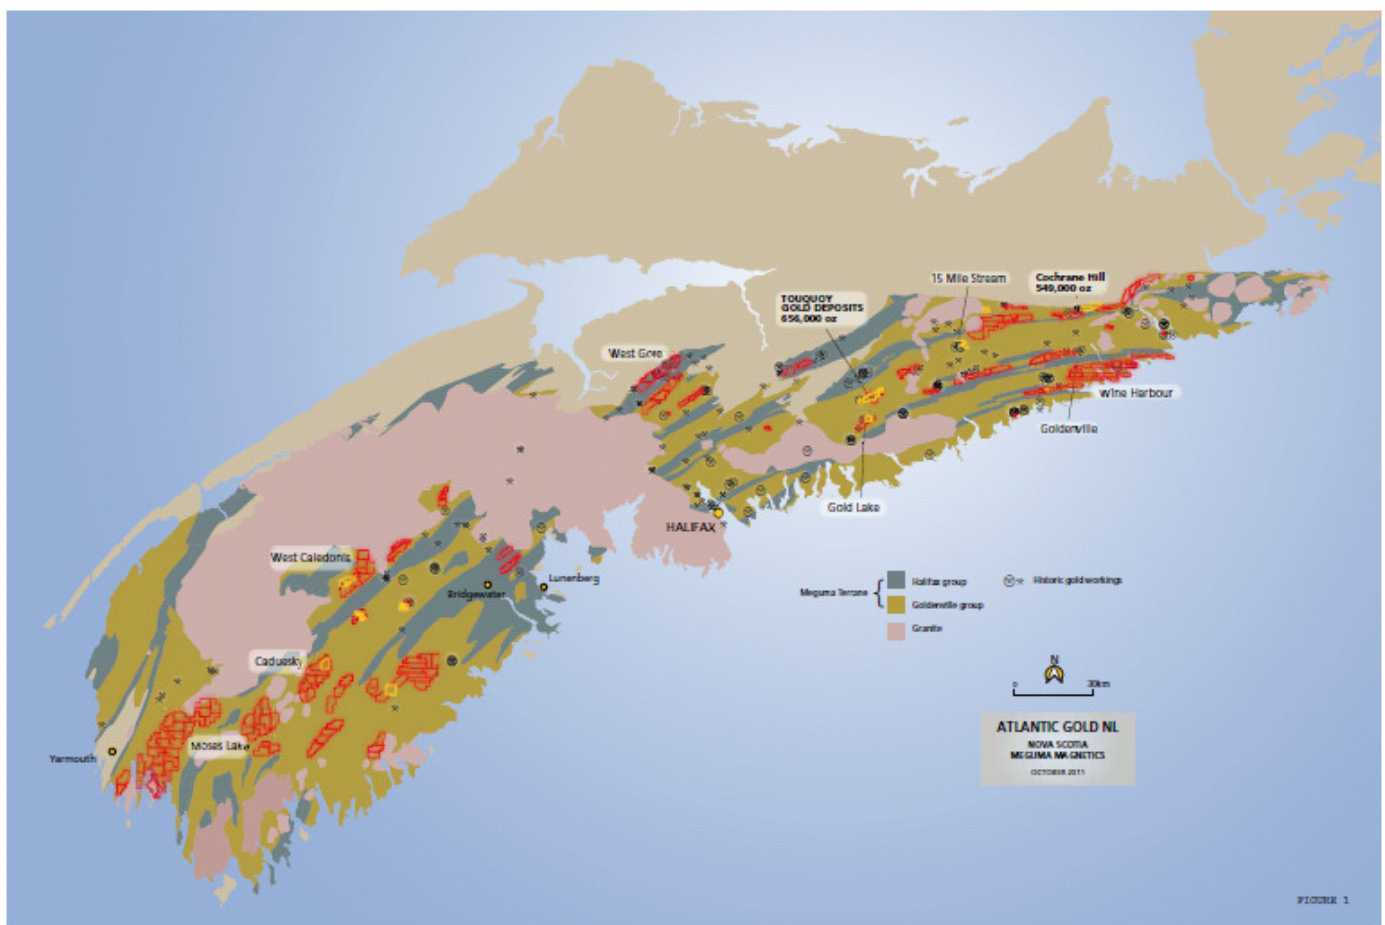 15 Mile Stream
Cochrane Hill
549,000 oz
TOUQUOY
GOLD DEPOSITS
656,000 oz
West Gore
Wine Harbour
Goldenville
Gold Lake
HALIFAX
West Caledonia
Lunenberg
Bridgewater
Meguma Terrane
Halifax group
Historic gold workings
Goldenville group
Granite
Caduesky
N
0 30km
Moses Lake
Yarmouth
ATLANTIC GOLD NL
NOVA SCOTIA
MEGUMA MAGNETICS
OCTOBER 2011
FIGURE 1